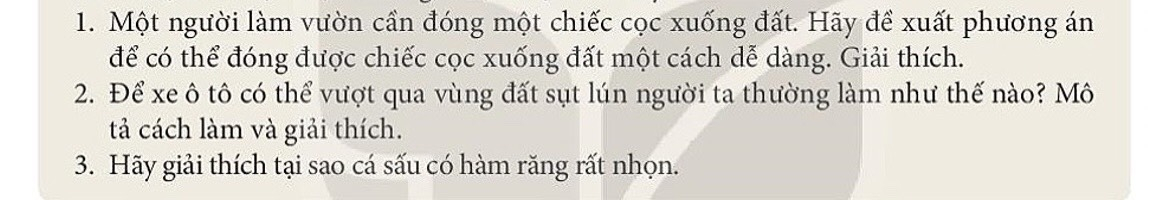 1. Một người làm vườn cần đóng một chiếc cọc xuống đất. Hãy đề xuất phương án
để có thể đóng được chiếc cọc xuống đất một cách dễ dàng. Giải thích.
2. Để xe ô tô có thể vượt qua vùng đất sụt lún người ta thường làm như thế nào? Mô
tả cách làm và giải thích.
3. Hãy giải thích tại sao cá sấu có hàm răng rất nhọn.